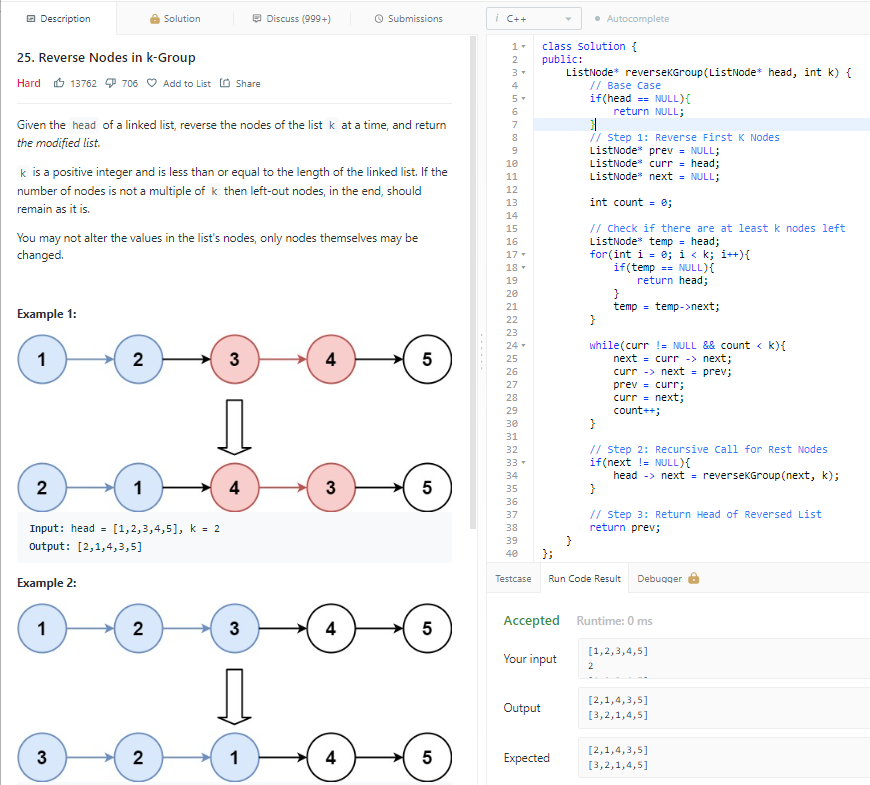 Description
Solution
Discuss (999+)
Submissions
25. Reverse Nodes in k-Group
Hard 13762 706 Add to List Share
Given the head of a linked list, reverse the nodes of the list k at a time, and return
the modified list.
k is a positive integer and is less than or equal to the length of the linked list. If the
number of nodes is not a multiple of k then left-out nodes, in the end, should
remain as it is.
You may not alter the values in the list's nodes, only nodes themselves may be
changed.
Example 1:
1 2 3 4 5
2 1 4 3 5
Input: head = [1,2,3,4,5], k = 2
Output: [2,1,4,3,5]
Example 2:
1 2 3 4 5
3 2 1 4 5
i C++
Autocomplete
1 class Solution {
2 public:
3 ListNode* reverseKGroup(ListNode* head, int k) {
4 // Base Case
5 if(head == NULL){
6 return NULL;
7 }
8 // Step 1: Reverse First K Nodes
9 ListNode* prev = NULL;
10 ListNode* curr = head;
11 ListNode* next = NULL;
12
13 int count = 0;
14
15 // Check if there are at least k nodes left
16 ListNode* temp = head;
17 for(int i = 0; i < k; i++){
18 if(temp == NULL){
19 return head;
20 }
21 temp = temp->next;
22 }
23
24 while(curr != NULL && count < k){
25 next = curr -> next;
26 curr -> next = prev;
27 prev = curr;
28 curr = next;
29 count++;
30 }
31
32 // Step 2: Recursive Call for Rest Nodes
33 if(next != NULL){
34 head -> next = reverseKGroup(next, k);
35 }
36
37 // Step 3: Return Head of Reversed List
38 return prev;
39 }
40 };
Testcase
Run Code Result
Debugger
Accepted Runtime: 0 ms
Your input
[1,2,3,4,5]
2
Output
[2,1,4,3,5]
[3,2,1,4,5]
Expected
[2,1,4,3,5]
[3,2,1,4,5]